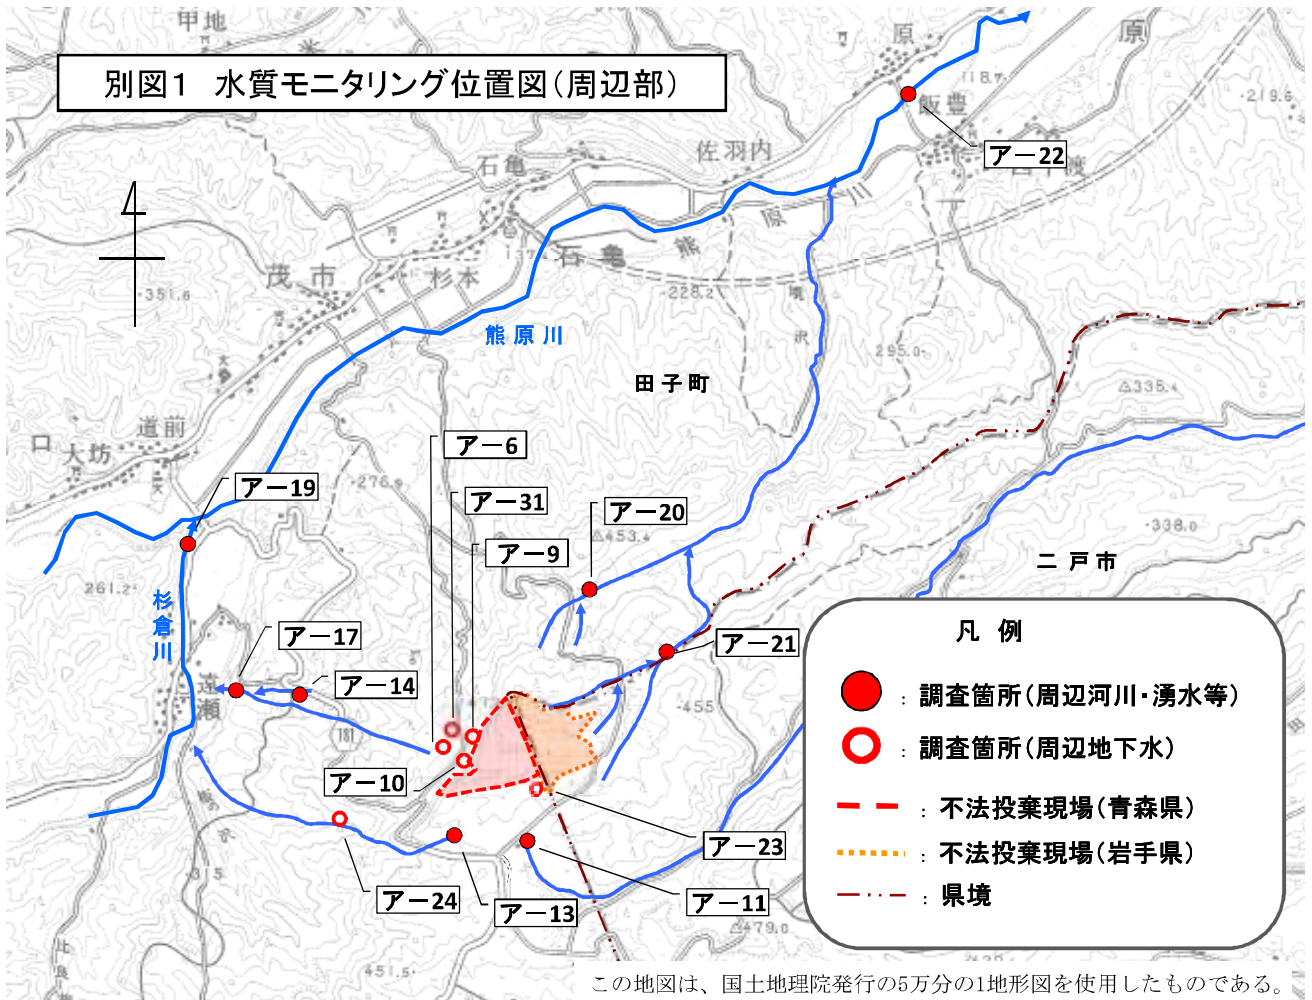 別図1 水質モニタリング位置図(周辺部)
甲地
原
原
118.7
飯豊
・219.6
ア－22
佐羽内
石亀
熊原川
137.
石亀
茂市
杉本
・351.6
・228.2
熊原川
田子町
295.0
△335.4
道前
大坊
口
ア－6
・276.9
ア－19
ア－31
ア－20
△453.4
ア－9
・338.0
二戸市
261.2・
杉倉川
ア－17
ア－21
遠瀬
ア－14
・455
181
ア－10
ア－23
・315
ア－24
ア－13
ア－11
△479.0
451.5・
凡 例
：調査箇所(周辺河川・湧水等)
：調査箇所(周辺地下水)
：不法投棄現場(青森県)
：不法投棄現場(岩手県)
：県境
この地図は、国土地理院発行の5万分の1地形図を使用したものである。